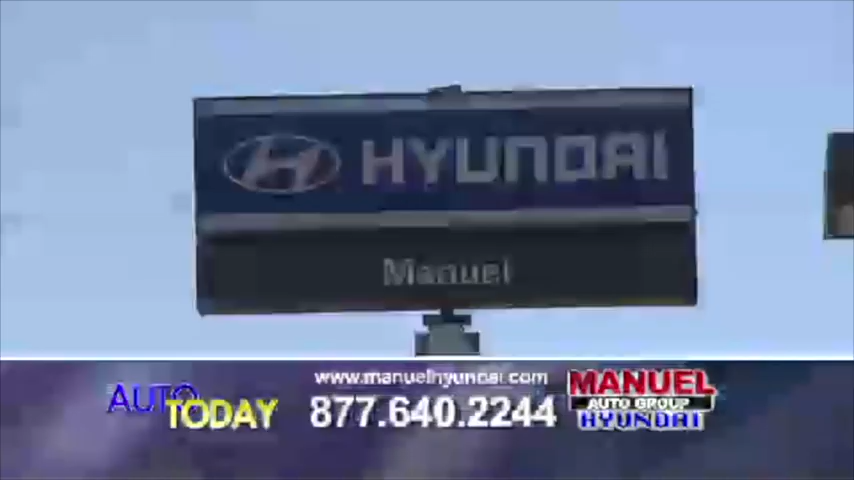 HYUNDAI
Manuel
AUTO
TODAY
www.manuelhyundai.com
877.640.2244
MANUEL
AUTO GROUP
HYUNDAI